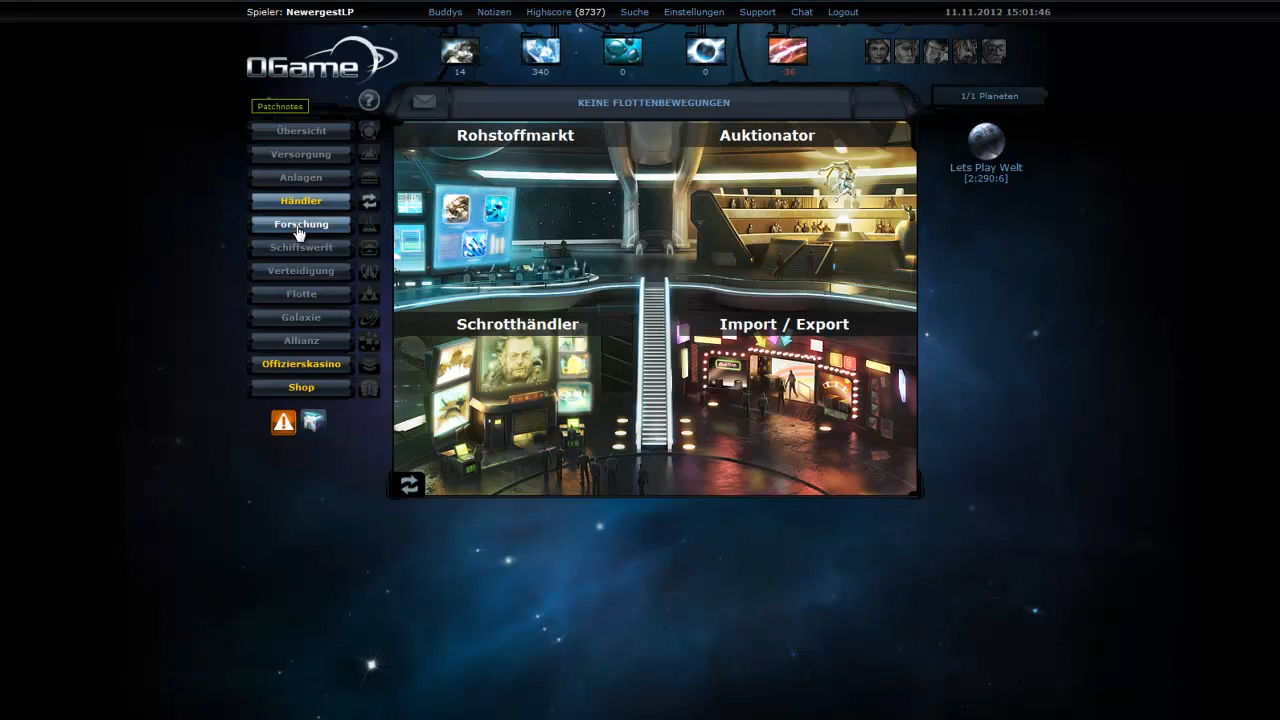 Spieler: NewergestLP
Buddys Notizen Highscore (8737) Suche Einstellungen Support Chat Logout
11.11.2012 15:01:46
OGame
14 340 0 0 -36
Patchnotes
?
KEINE FLOTTENBEWEGUNGEN
1/1 Planeten
Übersicht
Versorgung
Anlagen
Händler
Forschung
Schiffswerft
Verteidigung
Flotte
Galaxie
Allianz
Offizierskasino
Shop
Rohstoffmarkt
Auktionator
Schrotthändler
Import / Export
Lets Play Welt
[2:290:6]